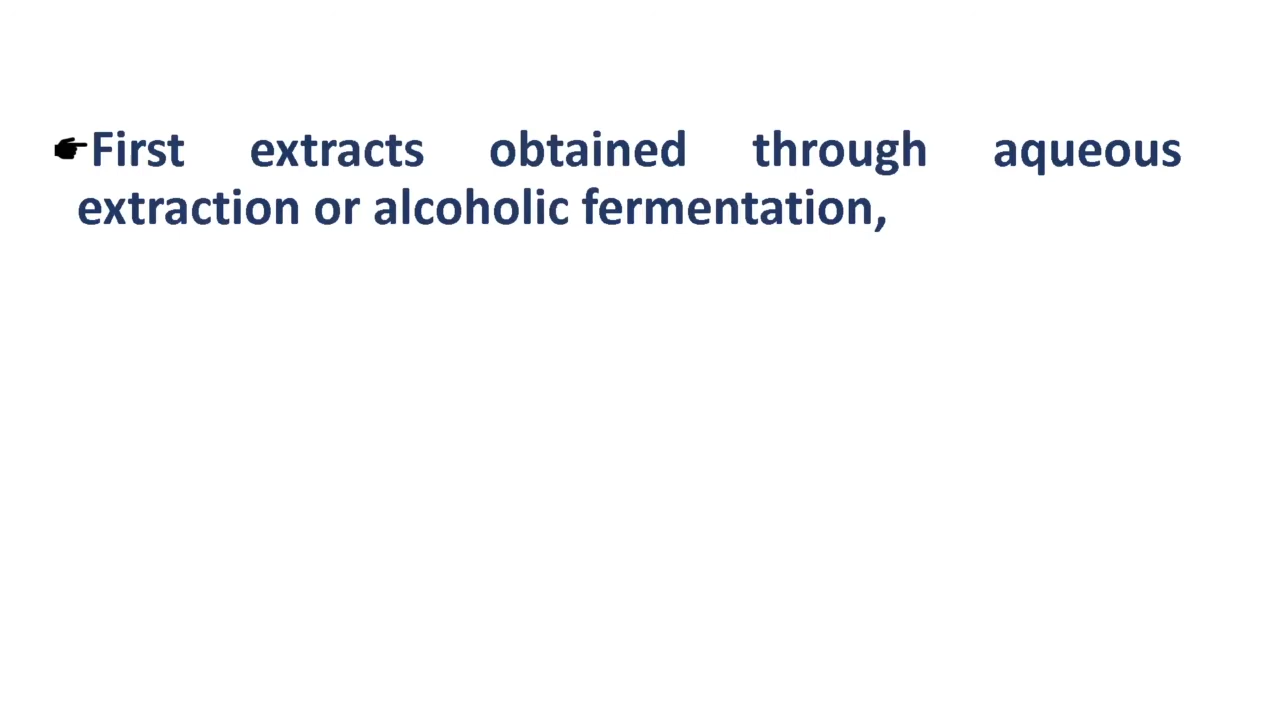 ☛First extracts obtained through aqueous
extraction or alcoholic fermentation,